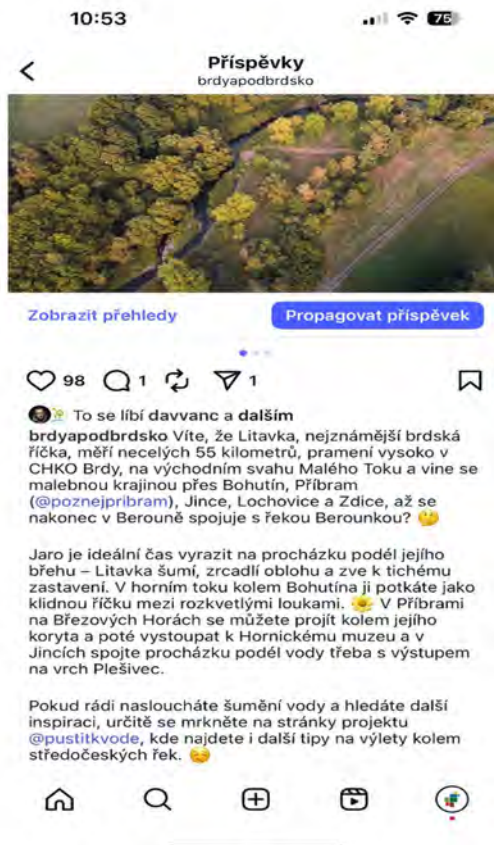 10:53
75
Příspěvky
brdyapodbrdsko
Zobrazit přehledy
Propagovat příspěvek
98 1 1
To se líbí davvanc a dalším
brdyapodbrdsko Víte, že Litavka, nejznámější brdská
říčka, měří necelých 55 kilometrů, pramení vysoko v
CHKO Brdy, na východním svahu Malého Toku a vine se
malebnou krajinou přes Bohutín, Příbram
(@poznejpribram), Jince, Lochovice a Zdice, až se
nakonec v Berouně spojuje s řekou Berounkou? 🤔
Jaro je ideální čas vyrazit na procházku podél jejího
břehu – Litavka šumí, zrcadlí oblohu a zve k tichému
zastavení. V horním toku kolem Bohutína ji potkáte jako
klidnou říčku mezi rozkvetlými loukami. 🌼 V Příbrami
na Březových Horách se můžete projít kolem jejího
koryta a poté vystoupat k Hornickému muzeu a v
Jincích spojte procházku podél vody třeba s výstupem
na vrch Plešivec.
Pokud rádi nasloucháte šumění vody a hledáte další
inspiraci, určitě se mrkněte na stránky projektu
@pustitkvode, kde najdete i další tipy na výlety kolem
středočeských řek. 😌